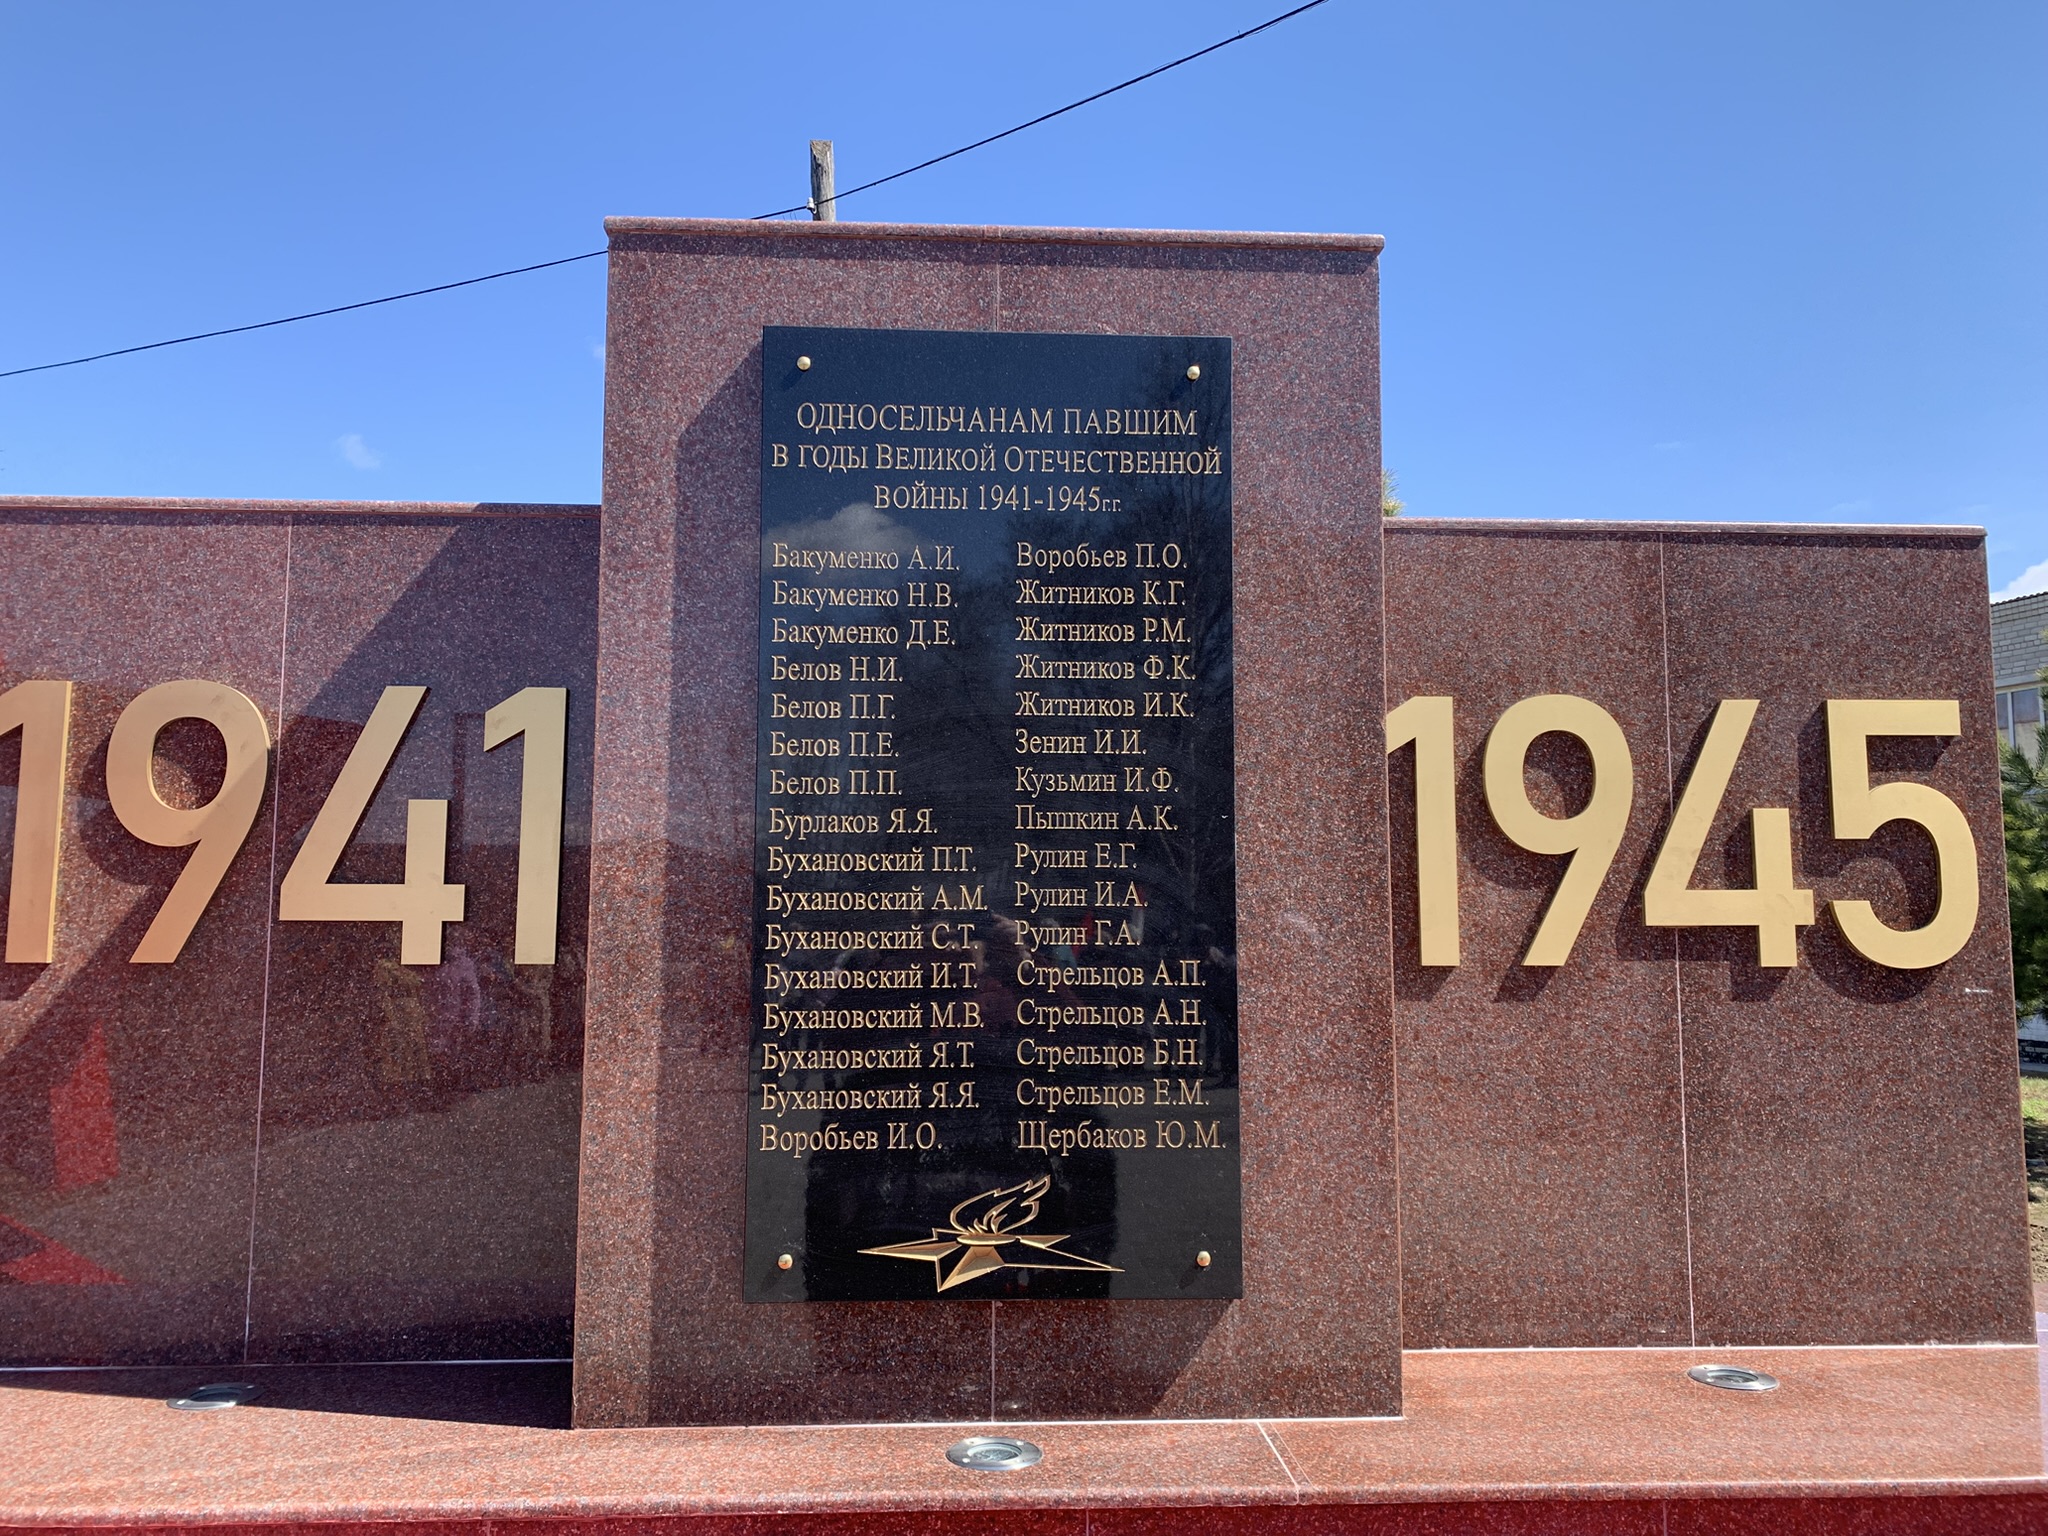 ОДНОСЕЛЬЧАНАМ ПАВШИМ
В ГОДЫ ВЕЛИКОЙ ОТЕЧЕСТВЕННОЙ
ВОЙНЫ 1941-1945г.г.
Бакуменко А.И.
Бакуменко Н.В.
Бакуменко Д.Е.
Белов Н.И.
Белов П.Г.
Белов П.Е.
Белов П.П.
Бурлаков Я.Я.
Бухановский П.Т.
Бухановский А.М.
Бухановский С.Т.
Бухановский И.Т.
Бухановский М.В.
Бухановский Я.Т.
Бухановский Я.Я.
Воробьев И.О.
Воробьев П.О.
Житников К.Г.
Житников Р.М.
Житников Ф.К.
Житников И.К.
Зенин И.И.
Кузьмин И.Ф.
Пышкин А.К.
Рулин Е.Г.
Рулин И.А.
Рулин Г.А.
Стрельцов А.П.
Стрельцов А.Н.
Стрельцов Б.Н.
Стрельцов Е.М.
Щербаков Ю.М.
1941
1945